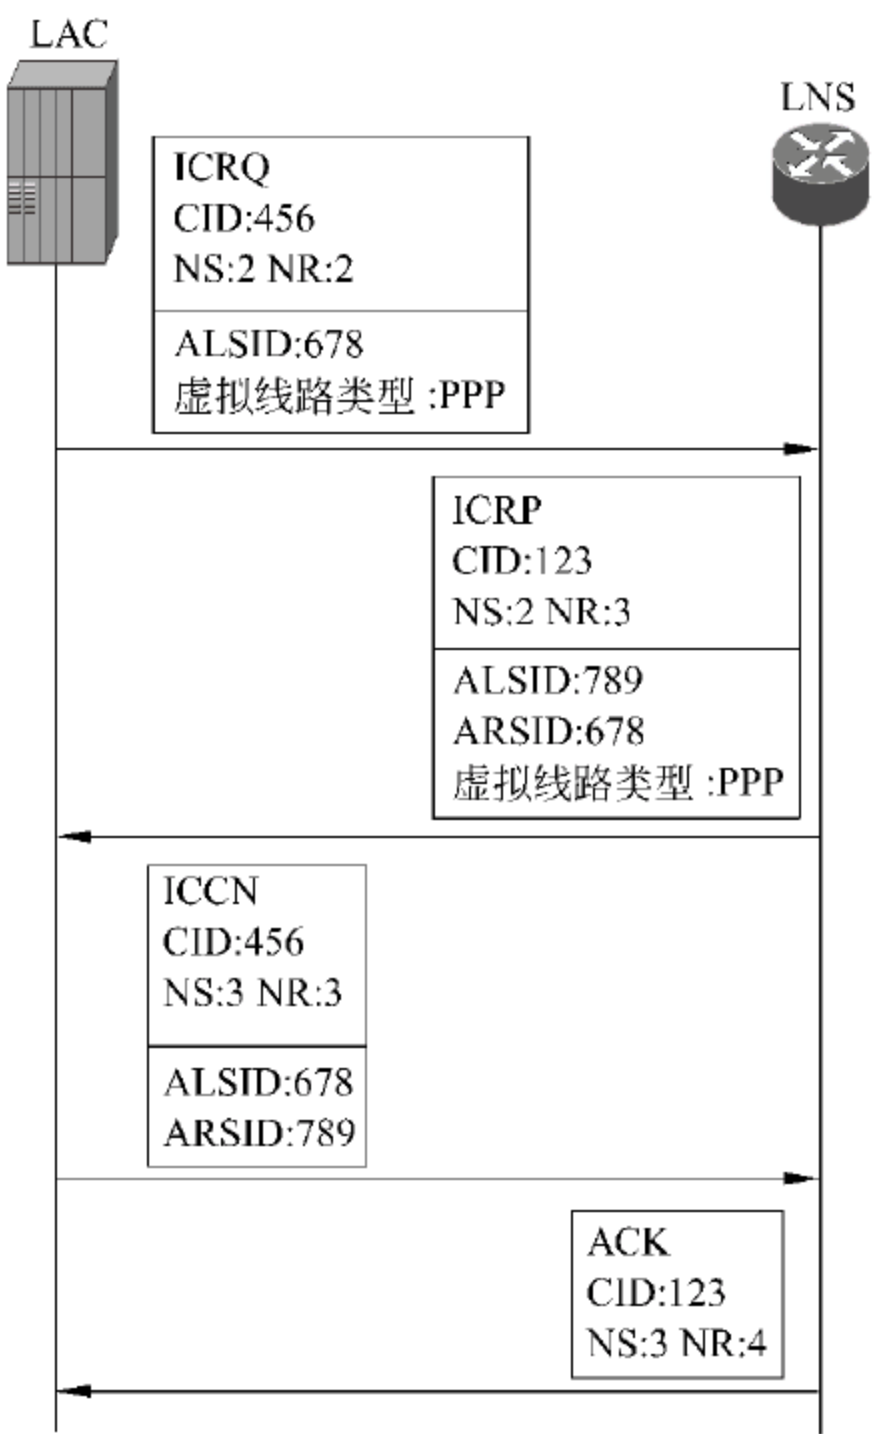 LAC
LNS
ICRQ
CID:456
NS:2 NR:2
ALSID:678
虚拟线路类型 :PPP
ICRP
CID:123
NS:2 NR:3
ALSID:789
ARSID:678
虚拟线路类型 :PPP
ICCN
CID:456
NS:3 NR:3
ALSID:678
ARSID:789
ACK
CID:123
NS:3 NR:4